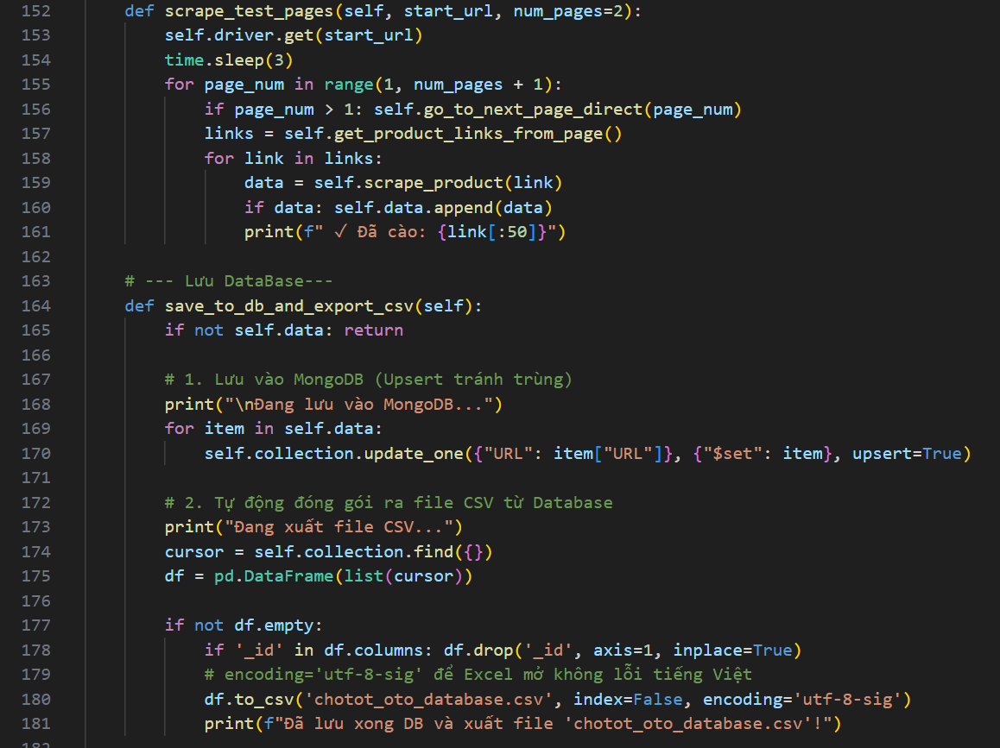 152 def scrape_test_pages(self, start_url, num_pages=2):
153 self.driver.get(start_url)
154 time.sleep(3)
155 for page_num in range(1, num_pages + 1):
156 if page_num > 1: self.go_to_next_page_direct(page_num)
157 links = self.get_product_links_from_page()
158 for link in links:
159 data = self.scrape_product(link)
160 if data: self.data.append(data)
161 print(f" ✓ Đã cào: {link[:50]}")
162
163 # --- Lưu DataBase---
164 def save_to_db_and_export_csv(self):
165 if not self.data: return
166
167 # 1. Lưu vào MongoDB (Upsert tránh trùng)
168 print("\nĐang lưu vào MongoDB...")
169 for item in self.data:
170 self.collection.update_one({"URL": item["URL"]}, {"$set": item}, upsert=True)
171
172 # 2. Tự động đóng gói ra file CSV từ Database
173 print("Đang xuất file CSV...")
174 cursor = self.collection.find({})
175 df = pd.DataFrame(list(cursor))
176
177 if not df.empty:
178 if '_id' in df.columns: df.drop('_id', axis=1, inplace=True)
179 # encoding='utf-8-sig' để Excel mở không lỗi tiếng Việt
180 df.to_csv('chotot_oto_database.csv', index=False, encoding='utf-8-sig')
181 print(f"Đã lưu xong DB và xuất file 'chotot_oto_database.csv'!")
182